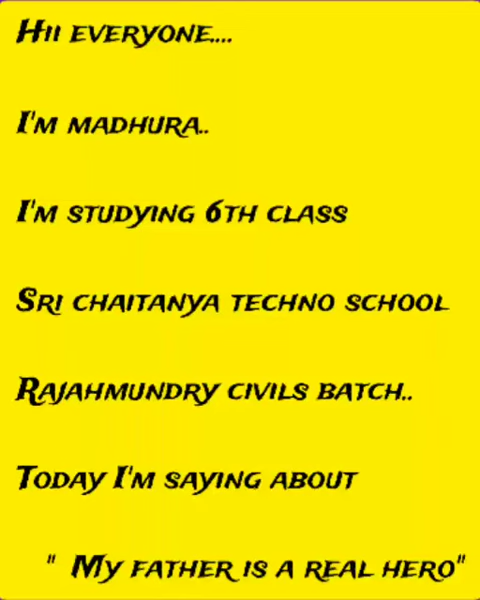 Hii everyone....
I'm madhura..
I'm studying 6th class
Sri chaitanya techno school
Rajahmundry civils batch..
Today I'm saying about
" My father is a real hero"